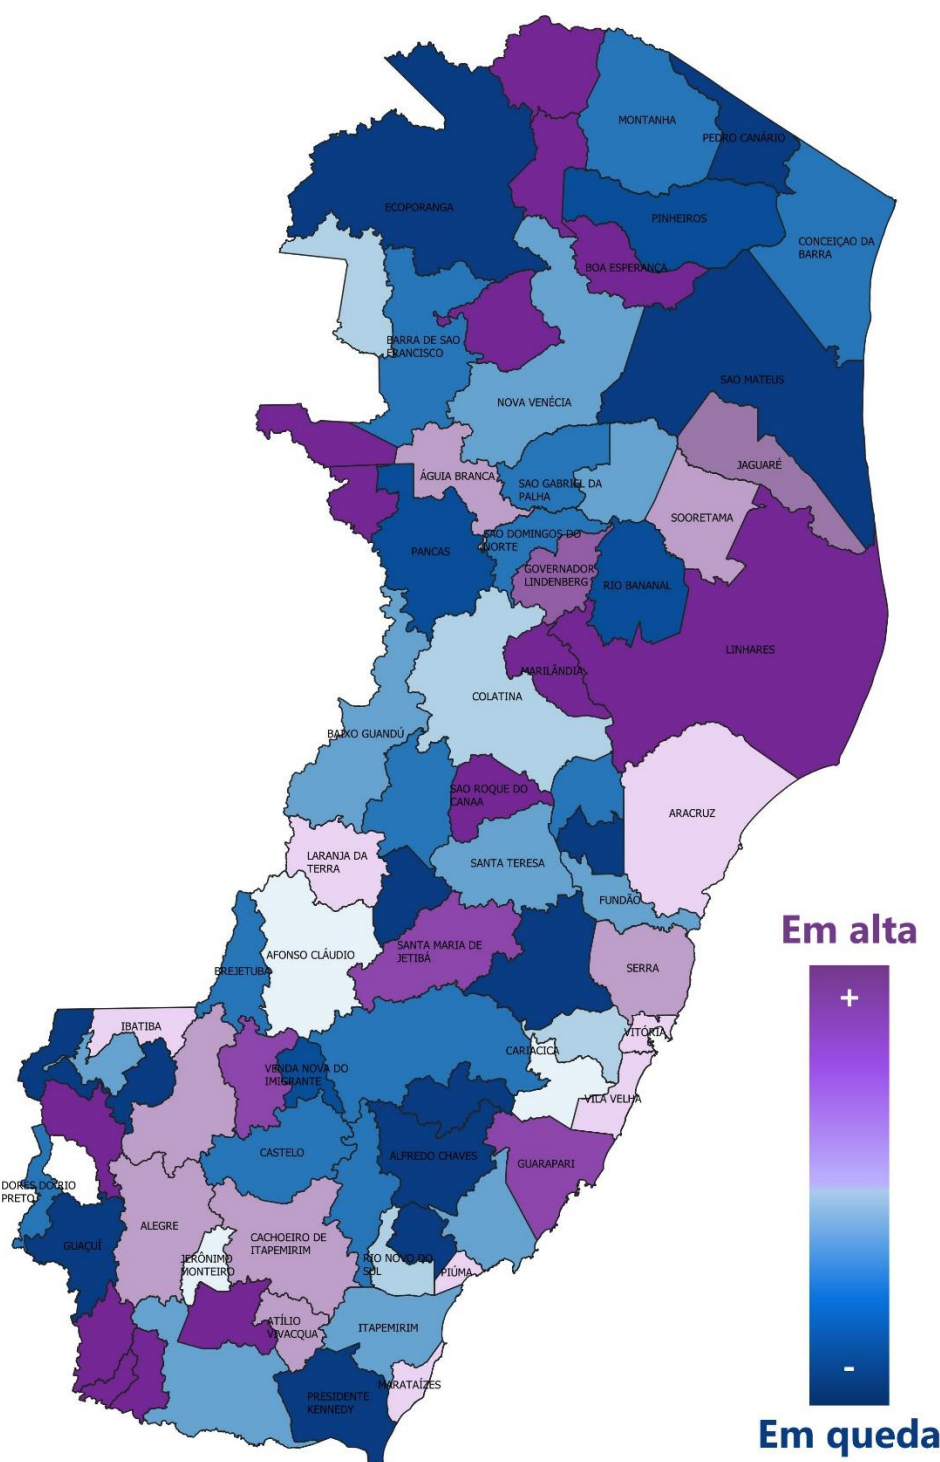 MONTANHA
PEDRO CANÁRIO
ECOPORANGA
PINHEIROS
CONCEIÇAO DA
BARRA
BOA ESPERANÇA
BARRA DE SAO
FRANCISCO
SAO MATEUS
NOVA VENÉCIA
JAGUARÉ
ÁGUIA BRANCA
SAO GABRIEL DA
PALHA
SOORETAMA
SAO DOMINGOS DO
NORTE
PANCAS
GOVERNADOR
LINDENBERG
RIO BANANAL
LINHARES
MARILÂNDIA
COLATINA
BAIXO GUANDÚ
SAO ROQUE DO
CANAA
ARACRUZ
LARANJA DA
TERRA
SANTA TERESA
FUNDÃO
Em alta
AFONSO CLÁUDIO
SANTA MARIA DE
JETIBÁ
SERRA
BREJETUBA
+
IBATIBA
VITÓRIA
CARIACICA
VENDA NOVA DO
IMIGRANTE
VILA VELHA
CASTELO
ALFREDO CHAVES
GUARAPARI
DORES DO RIO
PRETO
ALEGRE
CACHOEIRO DE
ITAPEMIRIM
GUAÇUÍ
JERÔNIMO
MONTEIRO
RIO NOVO DO
SUL
PIÚMA
ATÍLIO
VIVACQUA
ITAPEMIRIM
-
MARATAÍZES
PRESIDENTE
KENNEDY
Em queda